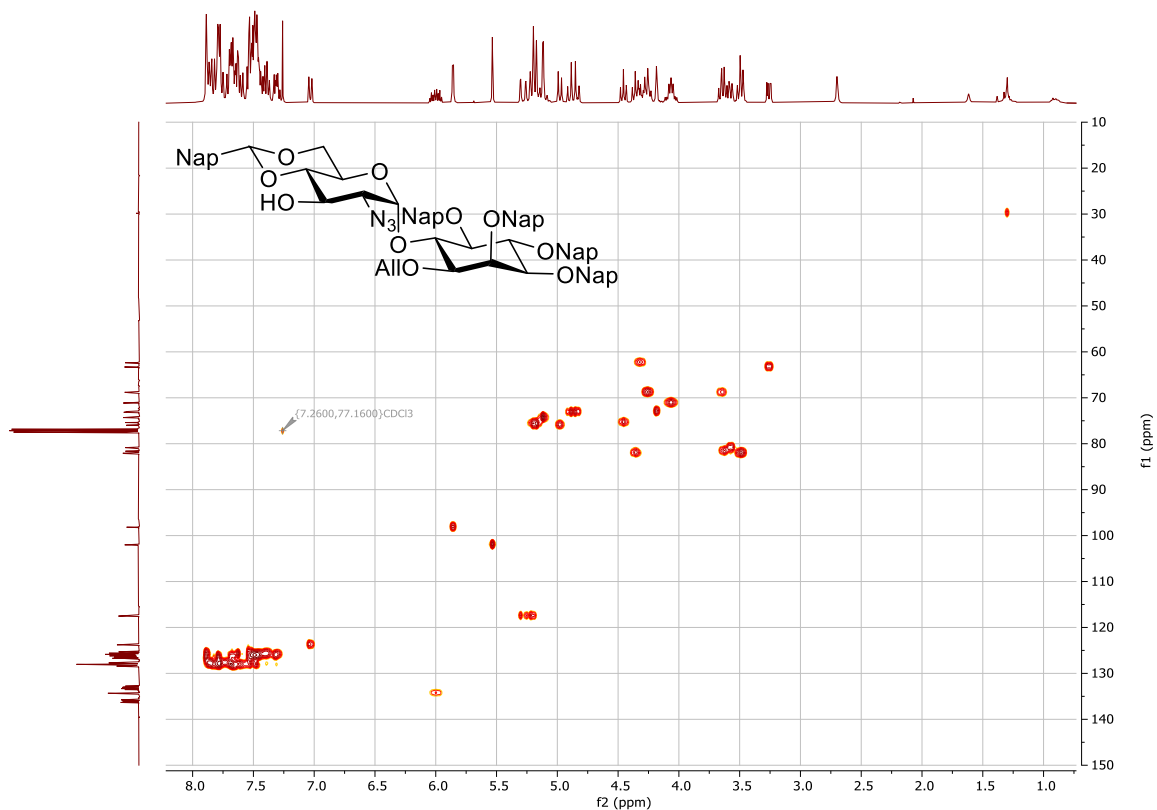 Nap
O
O
O
HO
N3
Nap
NapO
ONap
O
ONap
AllO
ONap
{7.2600,77.1600}CDCl3
10
20
30
40
50
60
70
80
90
100
110
120
130
140
150
f1 (ppm)
8.0 7.5 7.0 6.5 6.0 5.5 5.0 4.5 4.0 3.5 3.0 2.5 2.0 1.5 1.0
f2 (ppm)